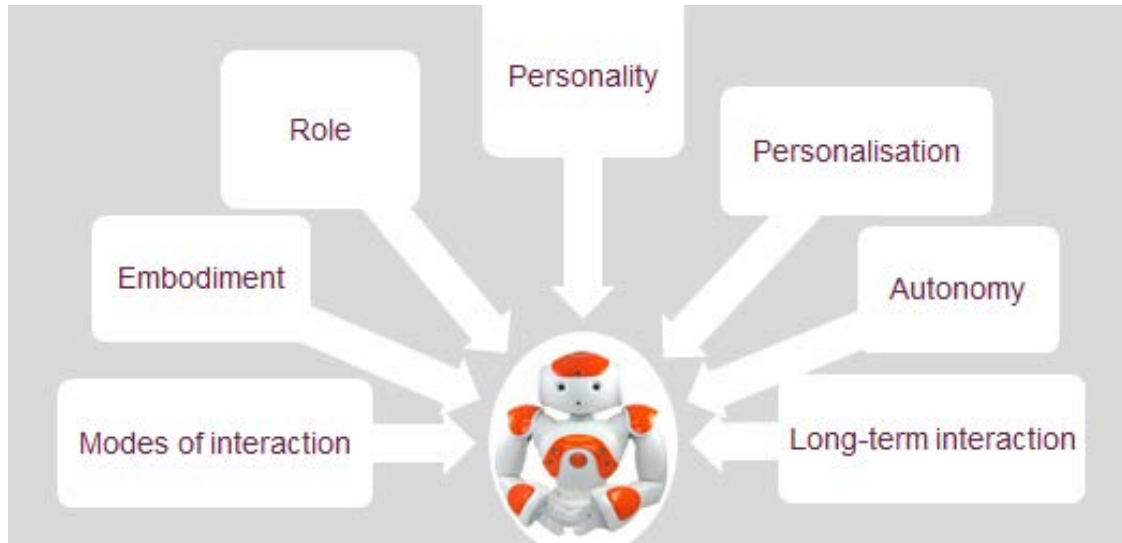 Personality
Role
Personalisation
Embodiment
Autonomy
Modes of interaction
Long-term interaction